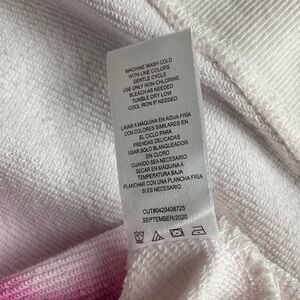 MACHINE WASH COLD
WITH LIKE COLORS
GENTLE CYCLE
USE ONLY NON-CHLORINE
BLEACH AS NEEDED
TUMBLE DRY LOW
COOL IRON IF NEEDED
LAVAR A MÁQUINA EN AGUA FRÍA
CON COLORES SIMILARES EN
EL CICLO PARA
PRENDAS DELICADAS
USAR SOLO BLANQUEADOR
SIN CLORO
CUANDO SEA NECESARIO
SECAR EN MÁQUINA A
TEMPERATURA BAJA
PLANCHAR CON UNA PLANCHA FRÍA
SI ES NECESARIO
CUT#0420408725
SEPTEMBER/2020